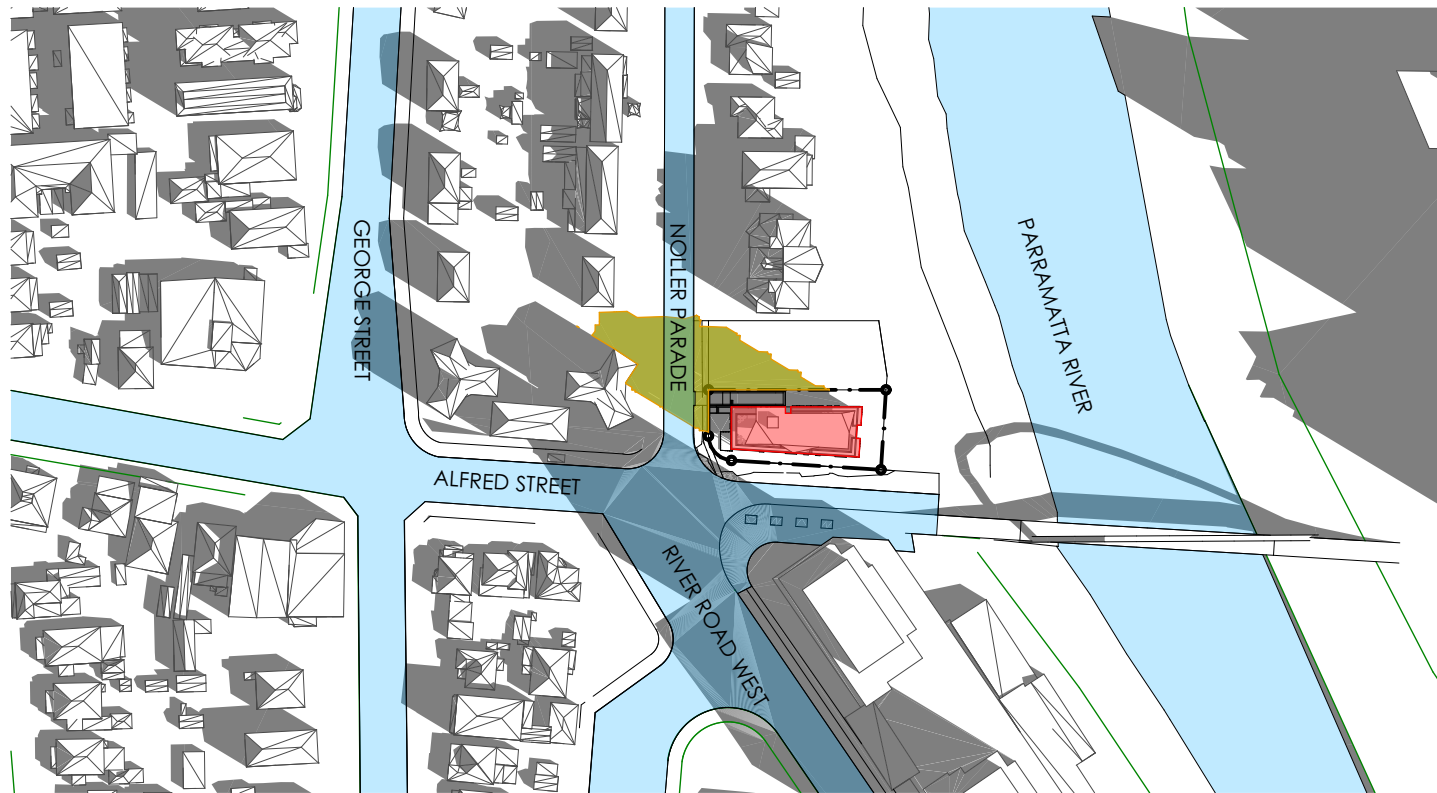 GEORGE STREET
NOLLER PARADE
PARRAMATTA RIVER
ALFRED STREET
RIVER ROAD WEST